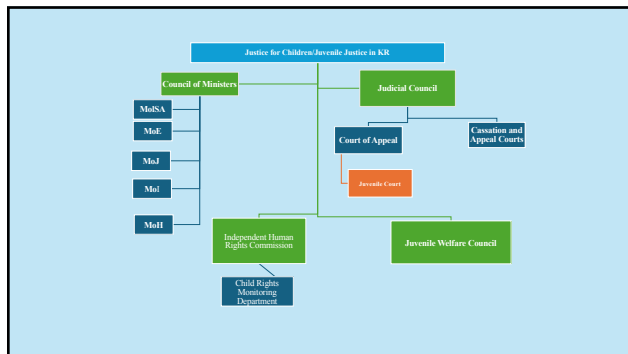 Justice for Children/Juvenile Justice in KR
Council of Ministers
Judicial Council
MolSA
MoE
MoJ
MoI
MoH
Court of Appeal
Cassation and
Appeal Courts
Juvenile Court
Independent Human
Rights Commission
Juvenile Welfare Council
Child Rights
Monitoring
Department